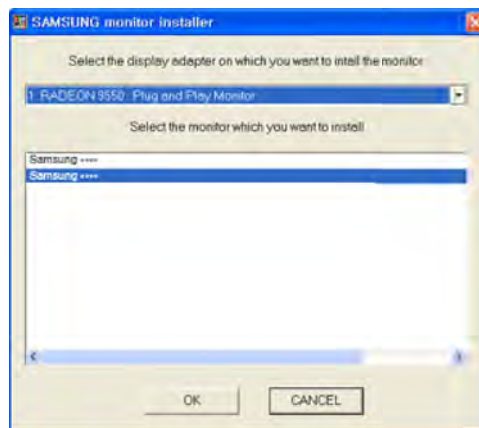 SAMSUNG monitor installer
Select the display adapter on which you want to intall the monitor
1. RADEON 9550 : Plug and Play Monitor
Select the monitor which you want to install
Samsung ****
Samsung ****
OK
CANCEL